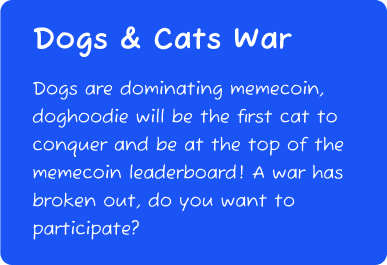 Dogs & Cats War
Dogs are dominating memecoin,
doghoodie will be the first cat to
conquer and be at the top of the
memecoin leaderboard! A war has
broken out, do you want to
participate?